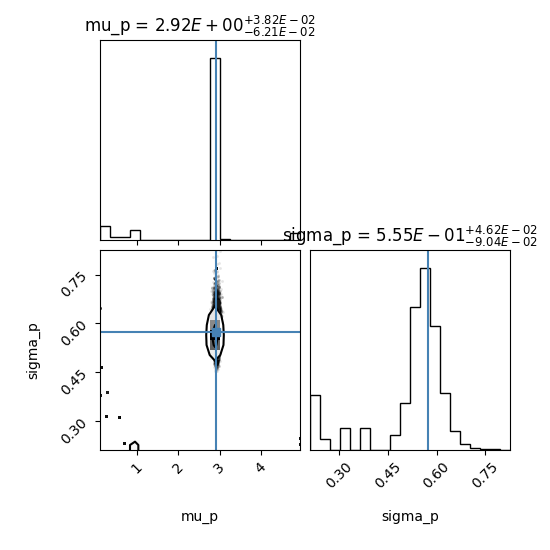 mu_p = 2.92E + 00+3.82E − 02
−6.21E − 02
sigma_p = 5.55E − 01+4.62E − 02
−9.04E − 02
0.75
0.60
0.45
0.30
sigma_p
1
2
3
4
mu_p
0.30
0.45
0.60
0.75
sigma_p